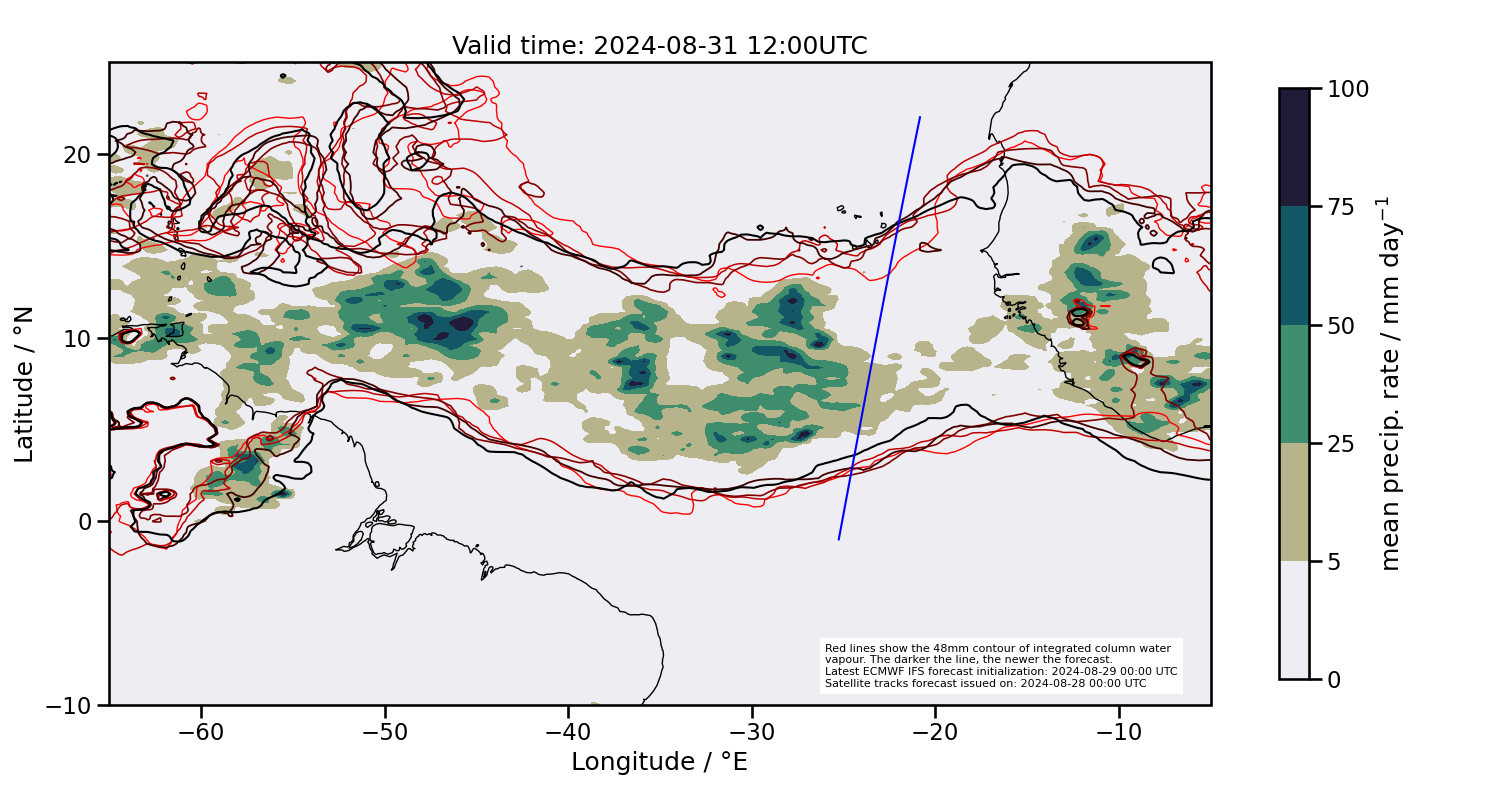 Valid time: 2024-08-31 12:00UTC
20
10
0
−10
Latitude / °N
−60
−50
−40
−30
−20
−10
Longitude / °E
Red lines show the 48mm contour of integrated column water
vapour. The darker the line, the newer the forecast.
Latest ECMWF IFS forecast initialization: 2024-08-29 00:00 UTC
Satellite tracks forecast issued on: 2024-08-28 00:00 UTC
100
75
50
25
5
0
mean precip. rate / mm day⁻¹